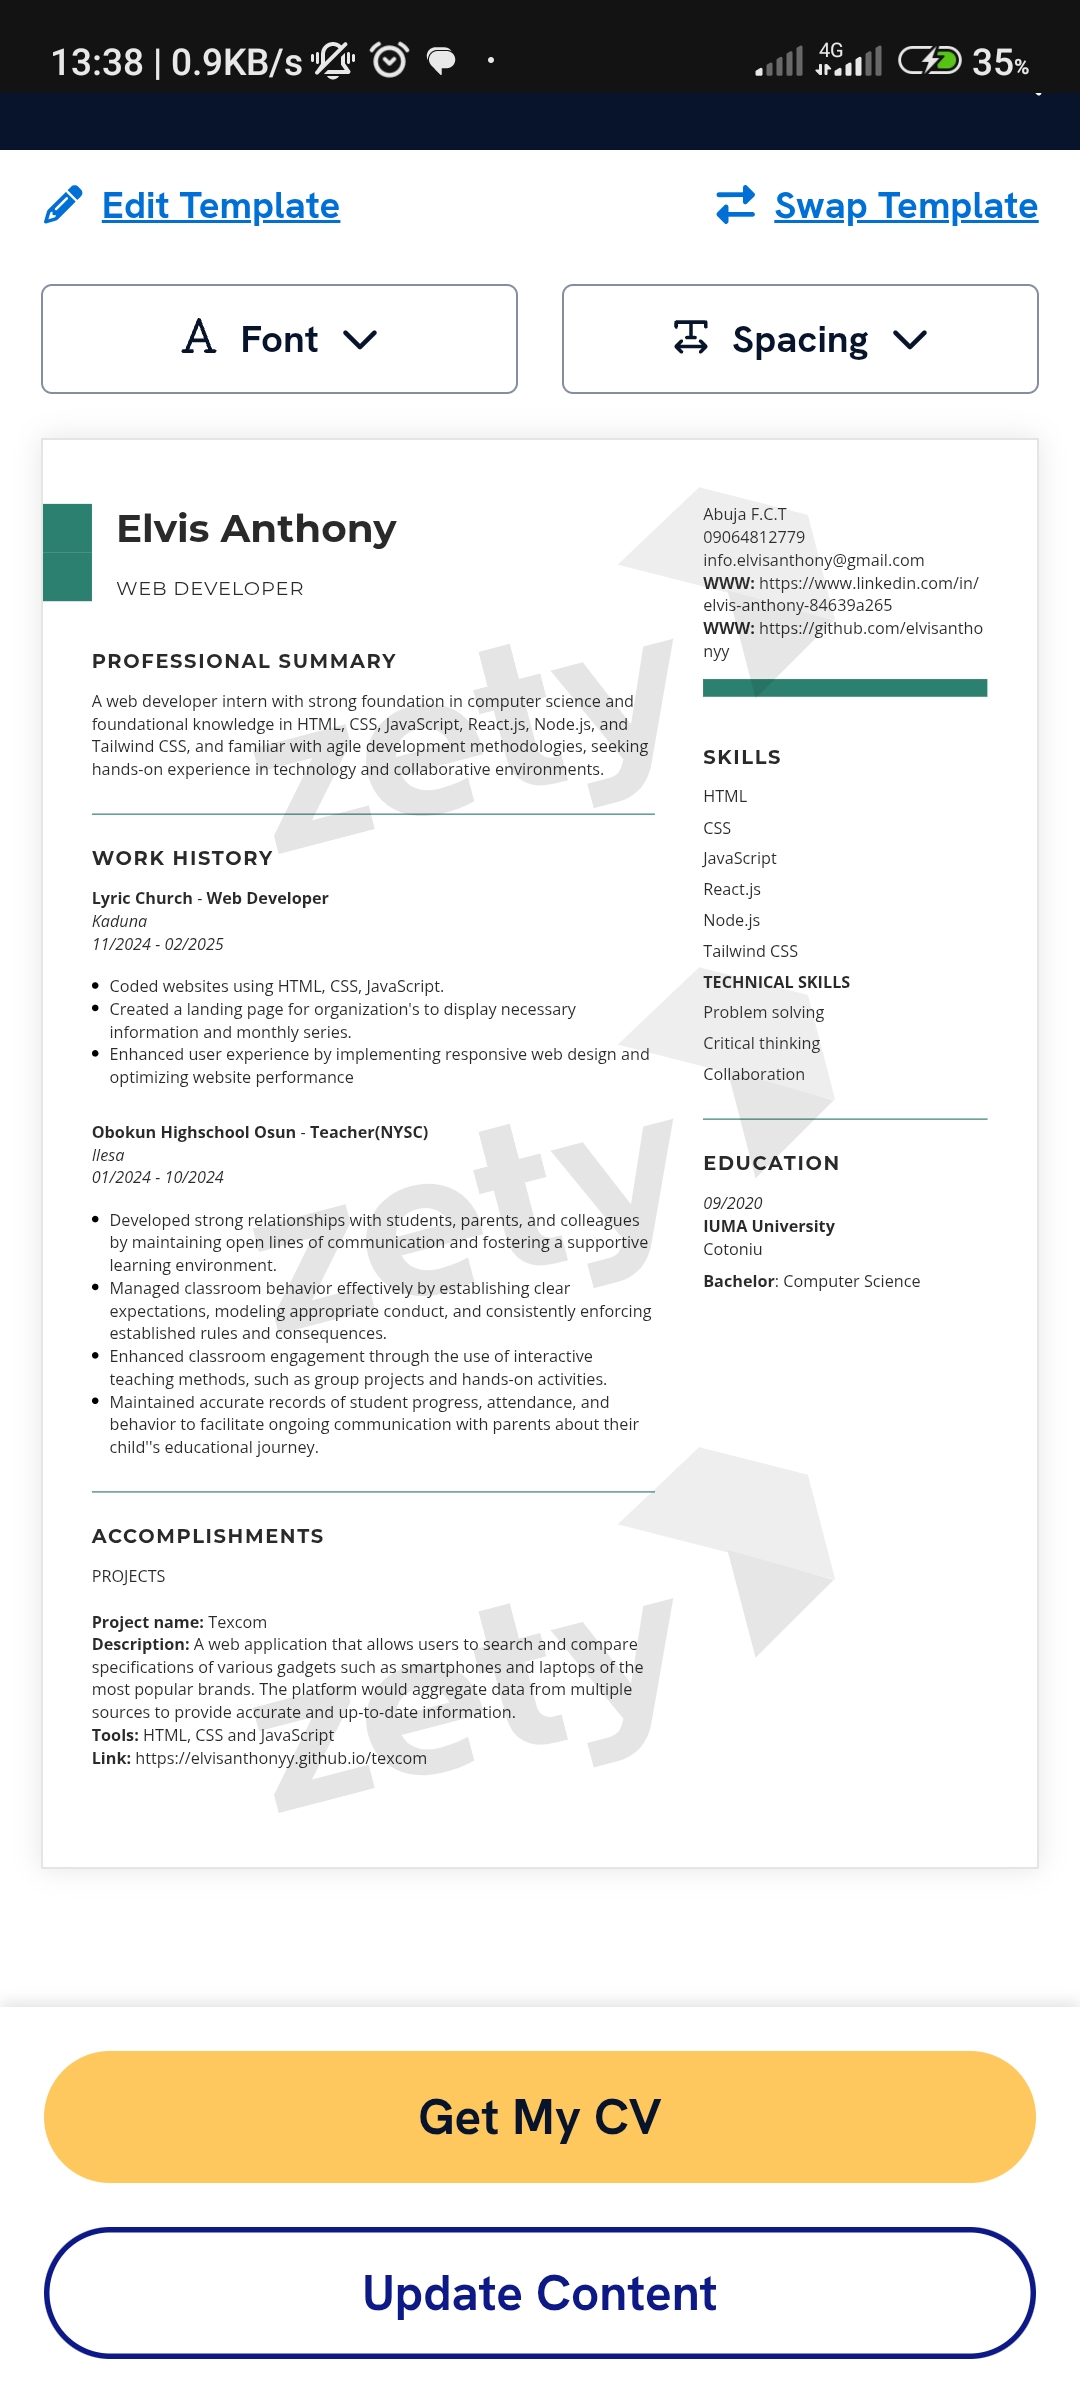 13:38 | 0.9KB/s
4G
35%
Edit Template
Swap Template
Font
Spacing
Elvis Anthony
WEB DEVELOPER
PROFESSIONAL SUMMARY
A web developer intern with strong foundation in computer science and
foundational knowledge in HTML, CSS, JavaScript, React.js, Node.js, and
Tailwind CSS, and familiar with agile development methodologies, seeking
hands-on experience in technology and collaborative environments.
WORK HISTORY
Lyric Church - Web Developer
Kaduna
11/2024 - 02/2025
• Coded websites using HTML, CSS, JavaScript.
• Created a landing page for organization's to display necessary
information and monthly series.
• Enhanced user experience by implementing responsive web design and
optimizing website performance
Obokun Highschool Osun - Teacher(NYSC)
Ilesa
01/2024 - 10/2024
• Developed strong relationships with students, parents, and colleagues
by maintaining open lines of communication and fostering a supportive
learning environment.
• Managed classroom behavior effectively by establishing clear
expectations, modeling appropriate conduct, and consistently enforcing
established rules and consequences.
• Enhanced classroom engagement through the use of interactive
teaching methods, such as group projects and hands-on activities.
• Maintained accurate records of student progress, attendance, and
behavior to facilitate ongoing communication with parents about their
child''s educational journey.
ACCOMPLISHMENTS
PROJECTS
Project name: Texcom
Description: A web application that allows users to search and compare
specifications of various gadgets such as smartphones and laptops of the
most popular brands. The platform would aggregate data from multiple
sources to provide accurate and up-to-date information.
Tools: HTML, CSS and JavaScript
Link: https://elvisanthonyy.github.io/texcom
Abuja F.C.T
09064812779
info.elvisanthony@gmail.com
WWW: https://www.linkedin.com/in/
elvis-anthony-84639a265
WWW: https://github.com/elvisantho
nyy
SKILLS
HTML
CSS
JavaScript
React.js
Node.js
Tailwind CSS
TECHNICAL SKILLS
Problem solving
Critical thinking
Collaboration
EDUCATION
09/2020
IUMA University
Cotoniu
Bachelor: Computer Science
zety
zety
zety
Get My CV
Update Content